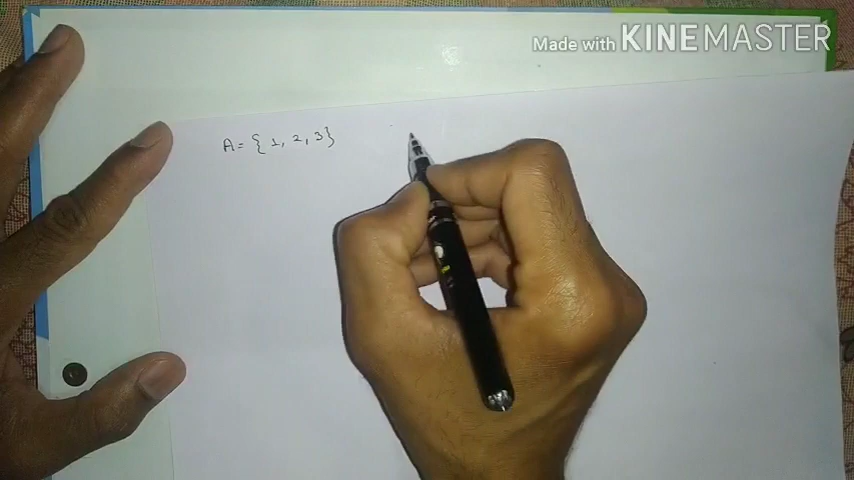 Made with KINEMASTER
A = { 1, 2, 3}